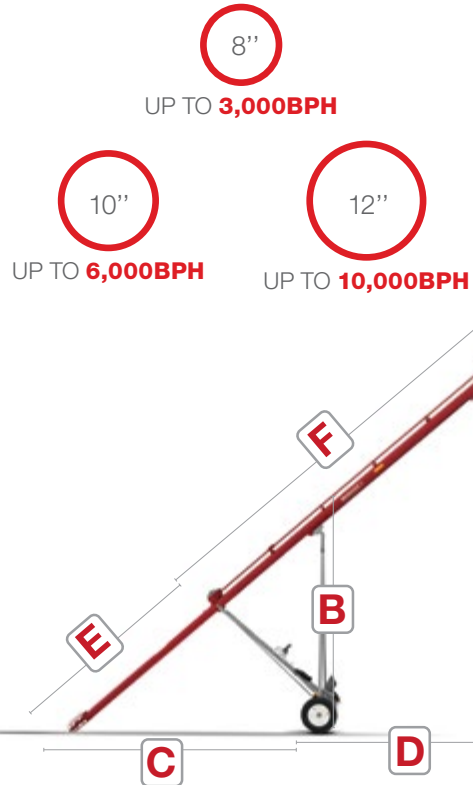 8’’
UP TO 3,000BPH
10’’
12’’
UP TO 6,000BPH
UP TO 10,000BPH
F
B
E
C
D